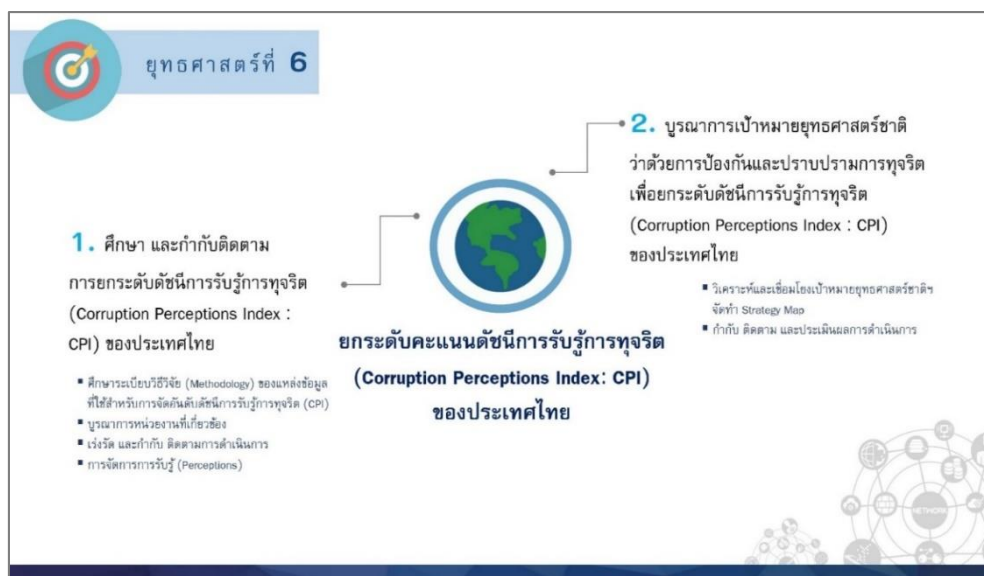 ยุทธศาสตร์ที่ 6
1. ศึกษา และกำกับติดตาม
การยกระดับดัชนีการรับรู้การทุจริต
(Corruption Perceptions Index :
CPI) ของประเทศไทย
▪ ศึกษาระเบียบวิธีวิจัย (Methodology) ของแหล่งข้อมูล
ที่ใช้สำหรับการจัดอันดับดัชนีการรับรู้การทุจริต (CPI)
▪ บูรณาการหน่วยงานที่เกี่ยวข้อง
▪ เร่งรัด และกำกับ ติดตามการดำเนินการ
▪ การจัดการการรับรู้ (Perceptions)
ยกระดับคะแนนดัชนีการรับรู้การทุจริต
(Corruption Perceptions Index: CPI)
ของประเทศไทย
2. บูรณาการเป้าหมายยุทธศาสตร์ชาติ
ว่าด้วยการป้องกันและปราบปรามการทุจริต
เพื่อยกระดับดัชนีการรับรู้การทุจริต
(Corruption Perceptions Index : CPI)
ของประเทศไทย
▪ วิเคราะห์และเชื่อมโยงเป้าหมายยุทธศาสตร์ชาติฯ
จัดทำ Strategy Map
▪ กำกับ ติดตาม และประเมินผลการดำเนินการ
NETWORK